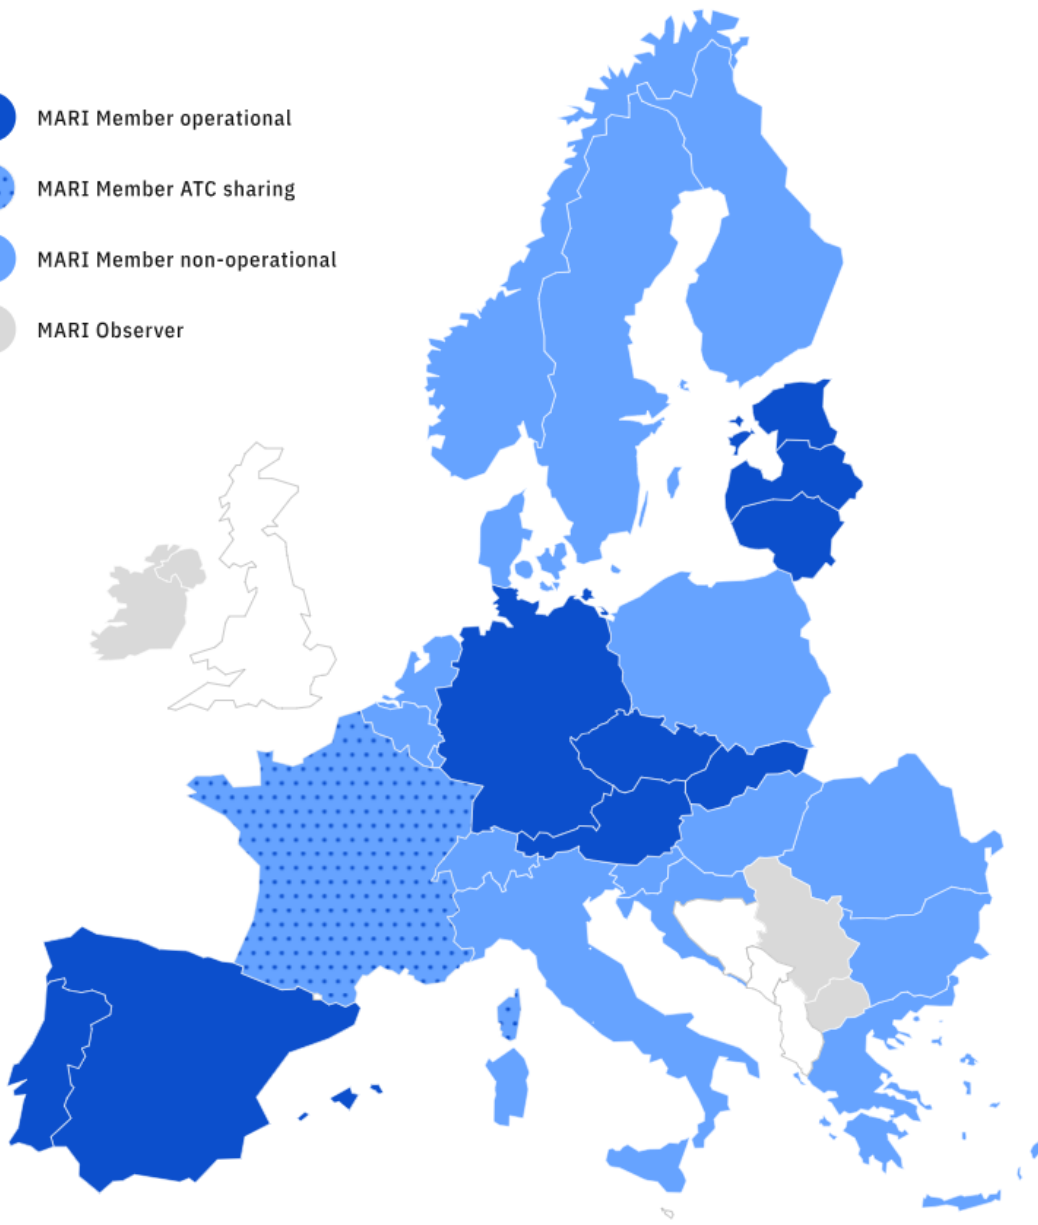 MARI Member operational
MARI Member ATC sharing
MARI Member non-operational
MARI Observer